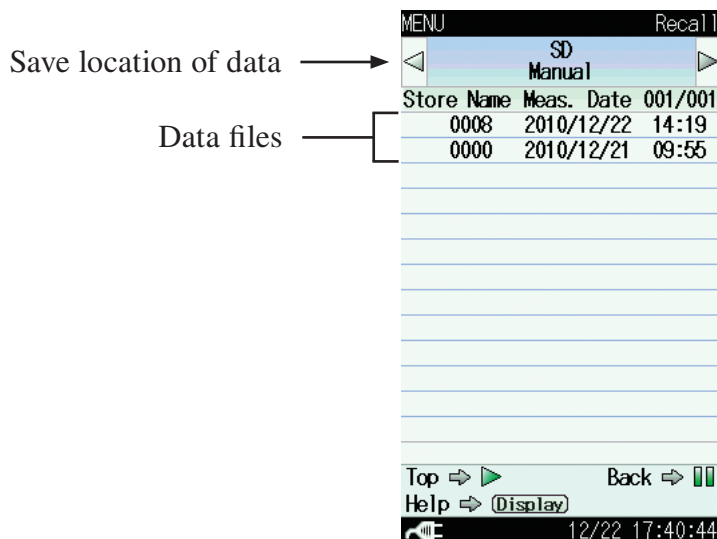 MENU Recall
Save location of data
SD
Manual
Store Name Meas. Date 001/001
Data files
0008 2010/12/22 14:19
0000 2010/12/21 09:55
Top ⇨ ▷ Back ⇨ ▯▯
Help ⇨ (Display)
12/22 17:40:44